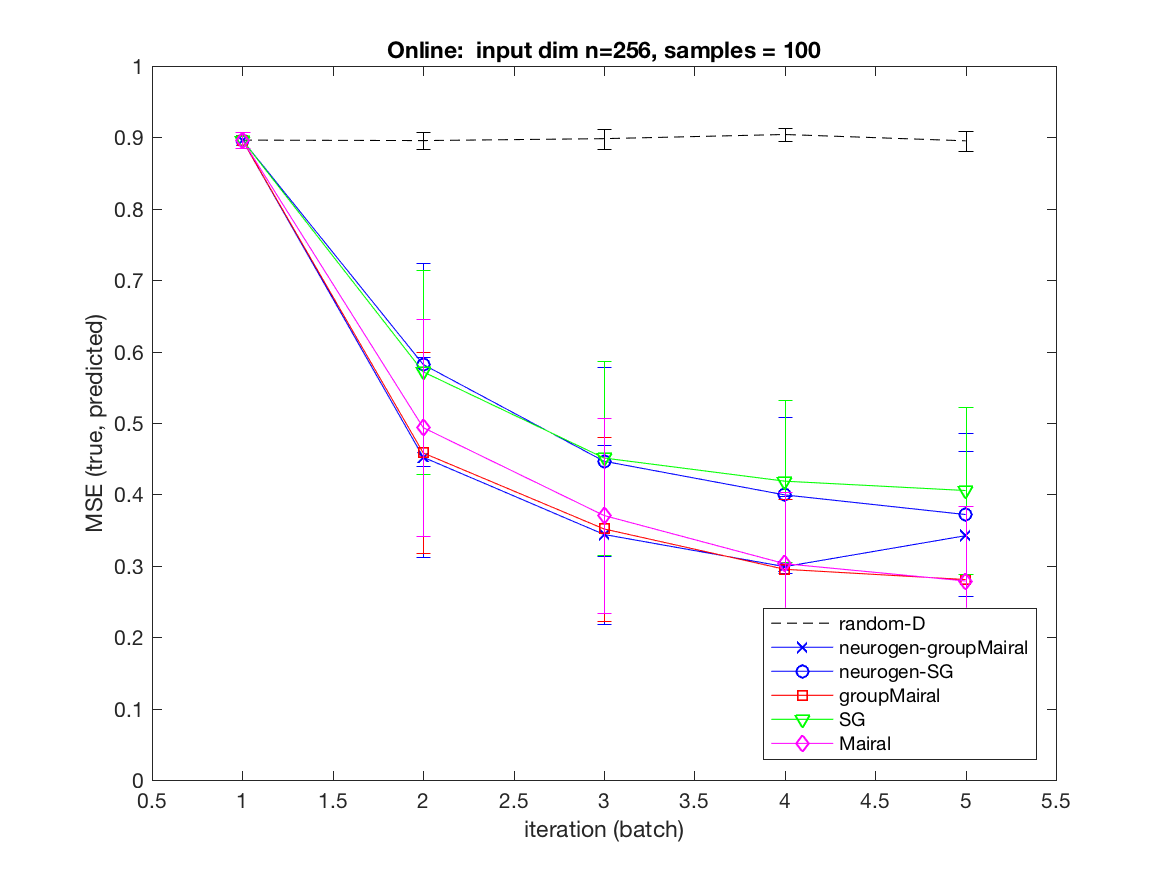 Online:  input dim n=256, samples = 100
MSE (true, predicted)
1
0.9
0.8
0.7
0.6
0.5
0.4
0.3
0.2
0.1
0
random-D
neurogen-groupMairal
neurogen-SG
groupMairal
SG
Mairal
0.5 1 1.5 2 2.5 3 3.5 4 4.5 5 5.5
iteration (batch)